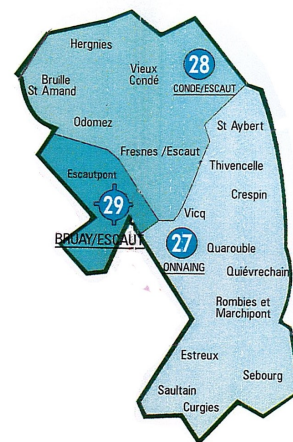 Hergnies
28
Vieux
Condé
Bruille
St Amand
CONDE/ESCAUT
Odomez
St Aybert
Fresnes /Escaut
Thivencelle
Escautpont
Crespin
29
Vicq
BRUAY/ESCAUT
27
Quarouble
ONNAING
Quiévrechain
Rombies et
Marchipont
Estreux
Sebourg
Saultain
Curgies